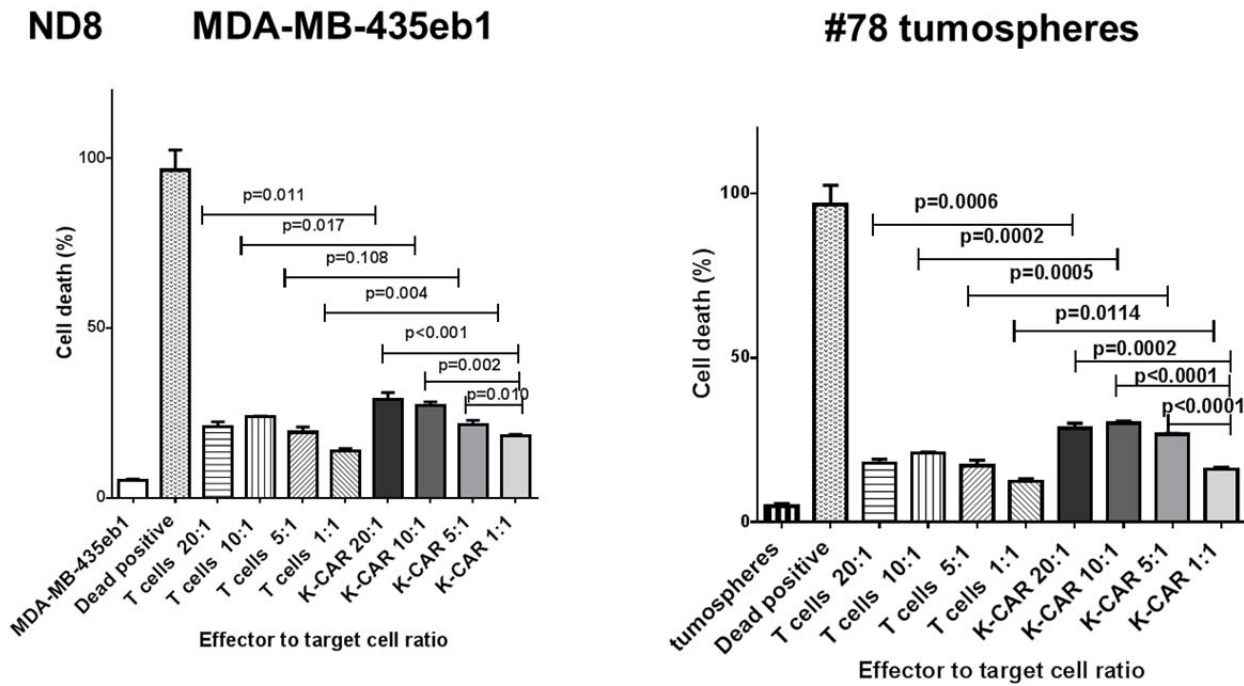 ND8 MDA-MB-435eb1
Cell death (%)
100
50
0
p=0.011
p=0.017
p=0.108
p=0.004
p<0.001
p=0.002
p=0.010
MDA-MB-435eb1
Dead positive
T cells 20:1
T cells 10:1
T cells 5:1
T cells 1:1
K-CAR 20:1
K-CAR 10:1
K-CAR 5:1
K-CAR 1:1
Effector to target cell ratio
#78 tumospheres
Cell death (%)
100
50
0
p=0.0006
p=0.0002
p=0.0005
p=0.0114
p=0.0002
p<0.0001
p<0.0001
tumospheres
Dead positive
T cells 20:1
T cells 10:1
T cells 5:1
T cells 1:1
K-CAR 20:1
K-CAR 10:1
K-CAR 5:1
K-CAR 1:1
Effector to target cell ratio